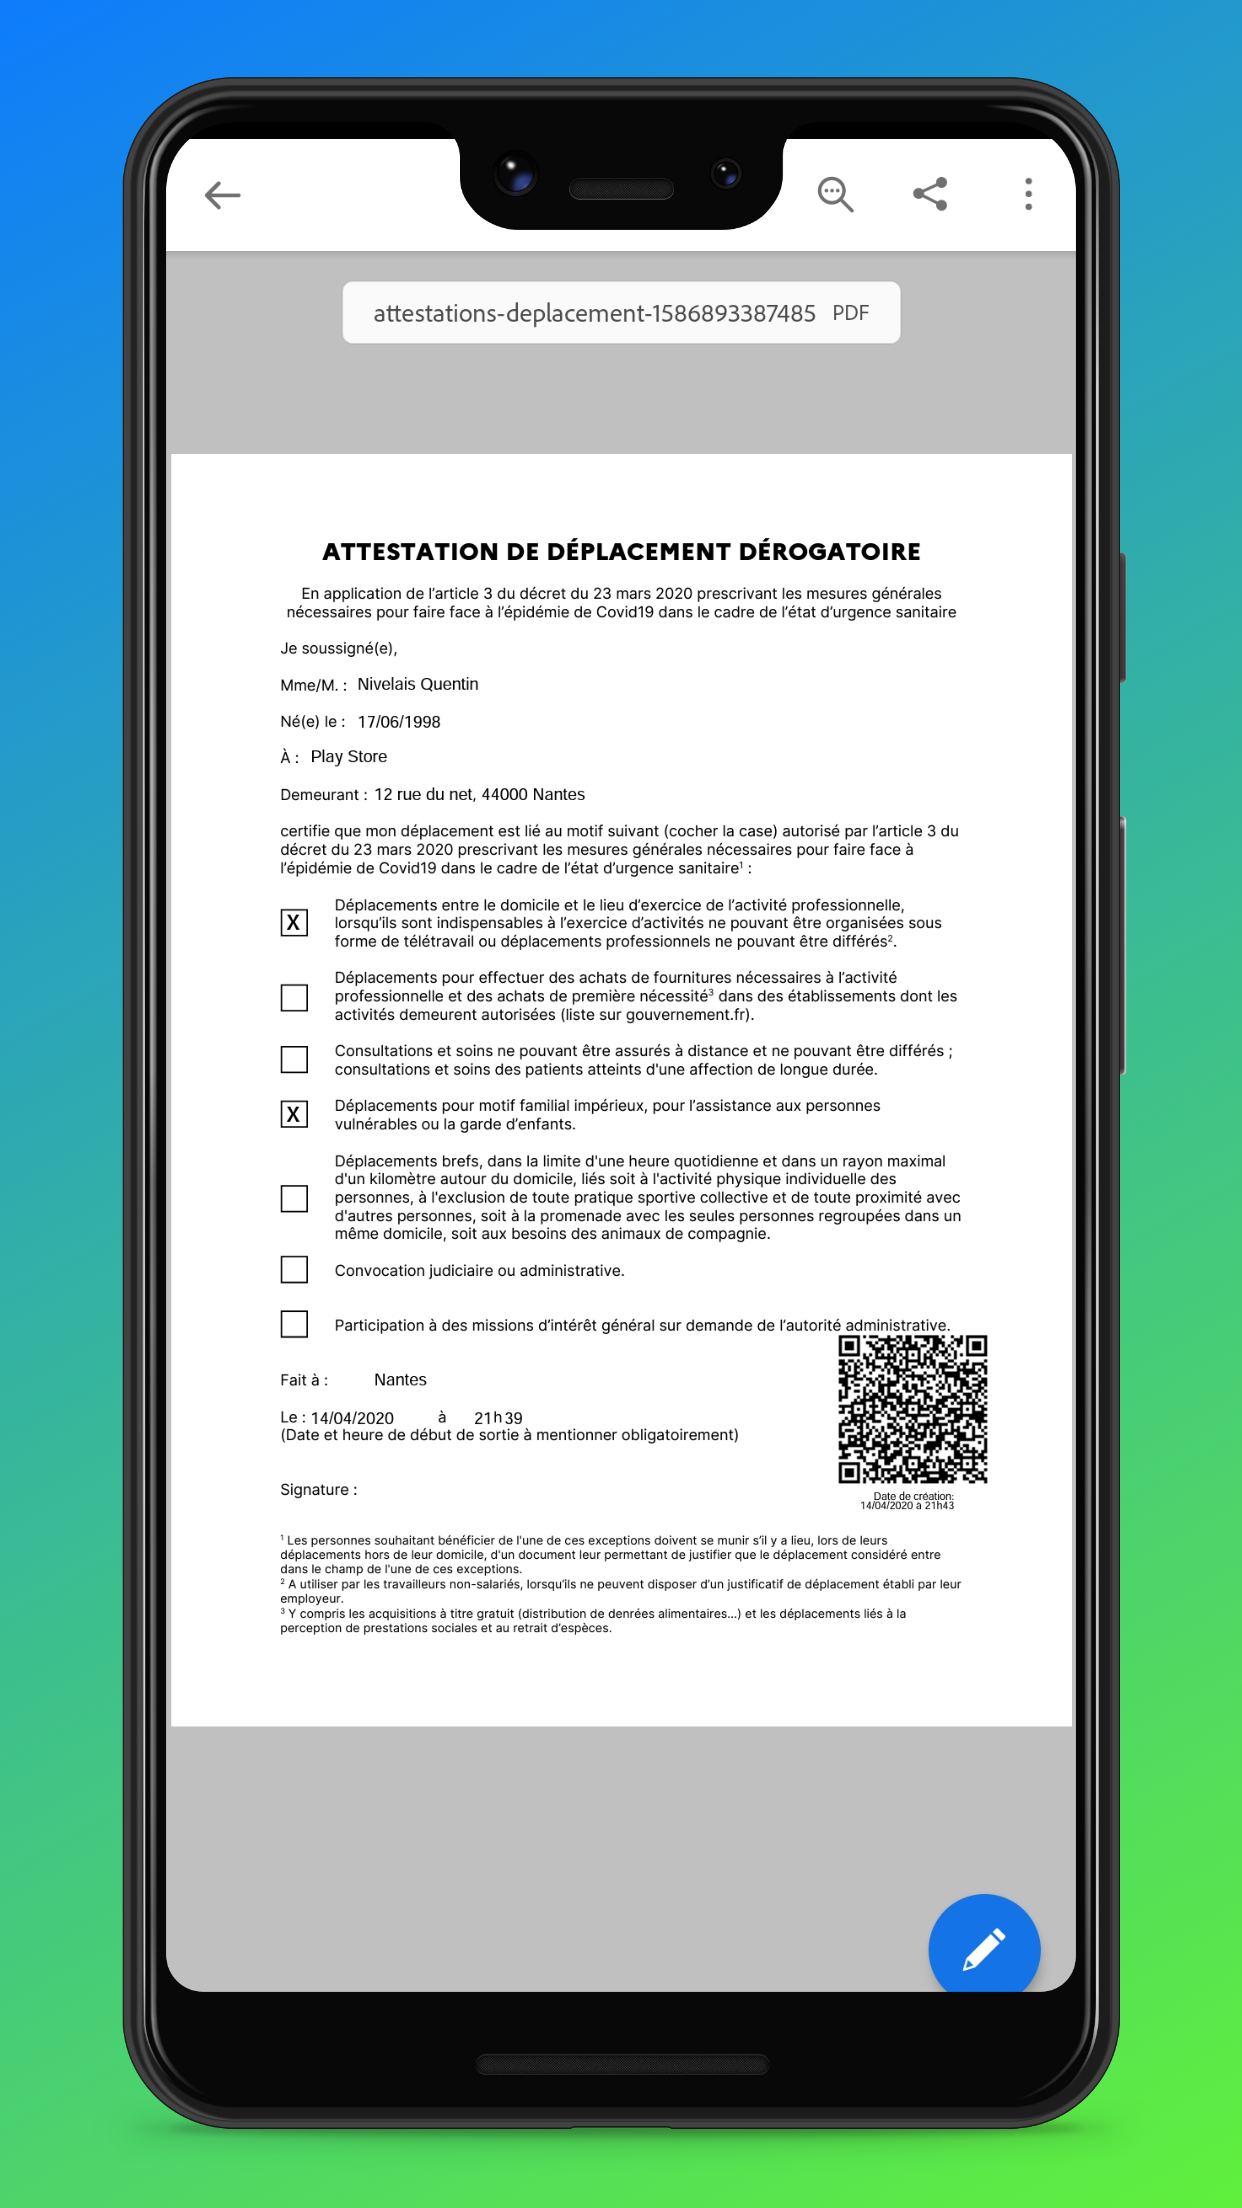 attestations-deplacement-1586893387485 PDF
ATTESTATION DE DÉPLACEMENT DÉROGATOIRE
En application de l'article 3 du décret du 23 mars 2020 prescrivant les mesures générales
nécessaires pour faire face à l'épidémie de Covid19 dans le cadre de l'état d'urgence sanitaire
Je soussigné(e),
Mme/M. : Nivelais Quentin
Né(e) le : 17/06/1998
À : Play Store
Demeurant : 12 rue du net, 44000 Nantes
certifie que mon déplacement est lié au motif suivant (cocher la case) autorisé par l'article 3 du
décret du 23 mars 2020 prescrivant les mesures générales nécessaires pour faire face à
l'épidémie de Covid19 dans le cadre de l'état d'urgence sanitaire¹ :
Déplacements entre le domicile et le lieu d'exercice de l'activité professionnelle,
X lorsqu'ils sont indispensables à l'exercice d'activités ne pouvant être organisées sous
forme de télétravail ou déplacements professionnels ne pouvant être différés².
Déplacements pour effectuer des achats de fournitures nécessaires à l'activité
professionnelle et des achats de première nécessité³ dans des établissements dont les
activités demeurent autorisées (liste sur gouvernement.fr).
Consultations et soins ne pouvant être assurés à distance et ne pouvant être différés ;
consultations et soins des patients atteints d'une affection de longue durée.
X Déplacements pour motif familial impérieux, pour l'assistance aux personnes
vulnérables ou la garde d'enfants.
Déplacements brefs, dans la limite d'une heure quotidienne et dans un rayon maximal
d'un kilomètre autour du domicile, liés soit à l'activité physique individuelle des
personnes, à l'exclusion de toute pratique sportive collective et de toute proximité avec
d'autres personnes, soit à la promenade avec les seules personnes regroupées dans un
même domicile, soit aux besoins des animaux de compagnie.
Convocation judiciaire ou administrative.
Participation à des missions d'intérêt général sur demande de l'autorité administrative.
Fait à : Nantes
Le : 14/04/2020 à 21h39
(Date et heure de début de sortie à mentionner obligatoirement)
Signature :
Date de création:
14/04/2020 à 21h43
¹ Les personnes souhaitant bénéficier de l'une de ces exceptions doivent se munir s'il y a lieu, lors de leurs
déplacements hors de leur domicile, d'un document leur permettant de justifier que le déplacement considéré entre
dans le champ de l'une de ces exceptions.
² A utiliser par les travailleurs non-salariés, lorsqu'ils ne peuvent disposer d'un justificatif de déplacement établi par leur
employeur.
³ Y compris les acquisitions à titre gratuit (distribution de denrées alimentaires...) et les déplacements liés à la
perception de prestations sociales et au retrait d'espèces.